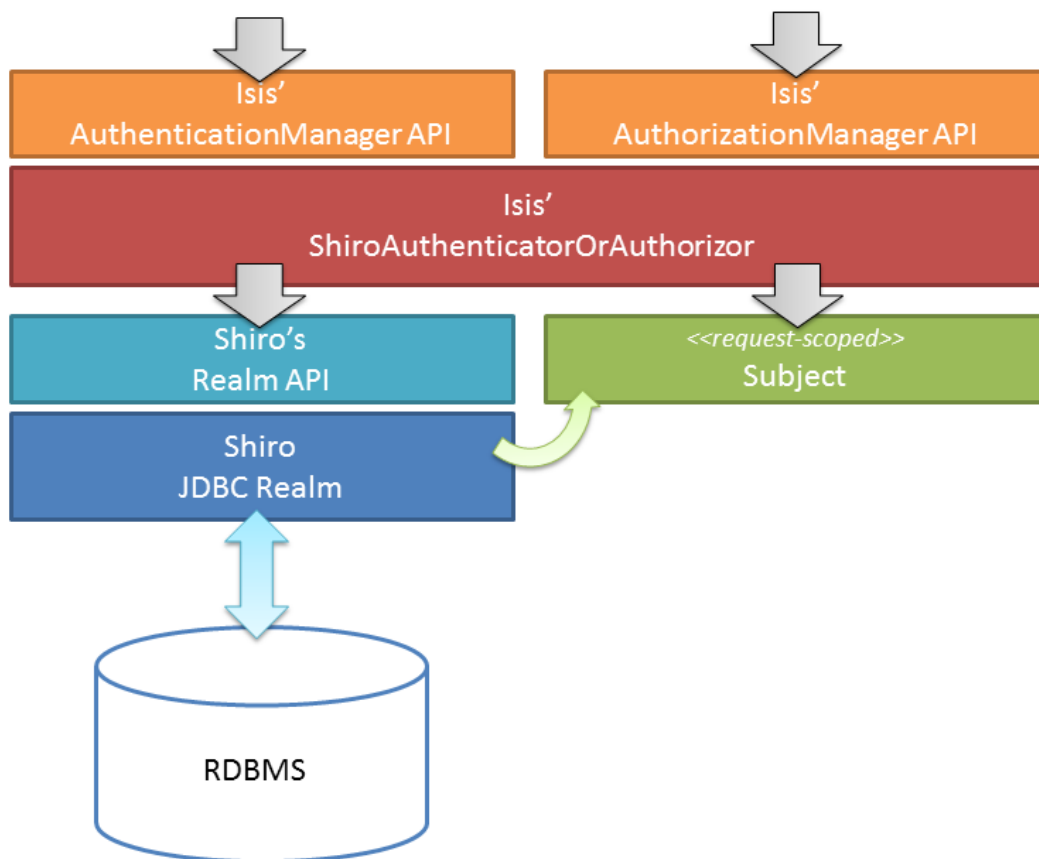 Isis’
AuthenticationManager API
Isis’
AuthorizationManager API
Isis’
ShiroAuthenticatorOrAuthorizor
Shiro’s
Realm API
<<request-scoped>>
Subject
Shiro
JDBC Realm
RDBMS